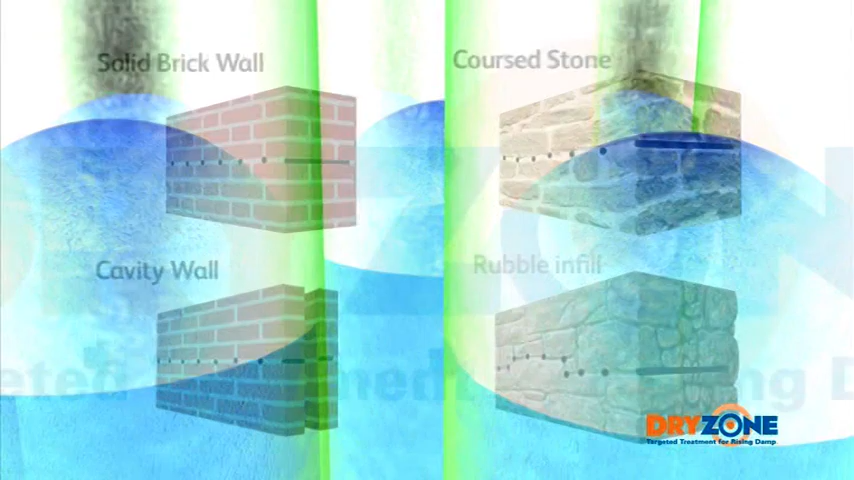 Solid Brick Wall
Coursed Stone
Cavity Wall
Rubble infill
DRYZONE
Targeted Treatment for Rising Damp